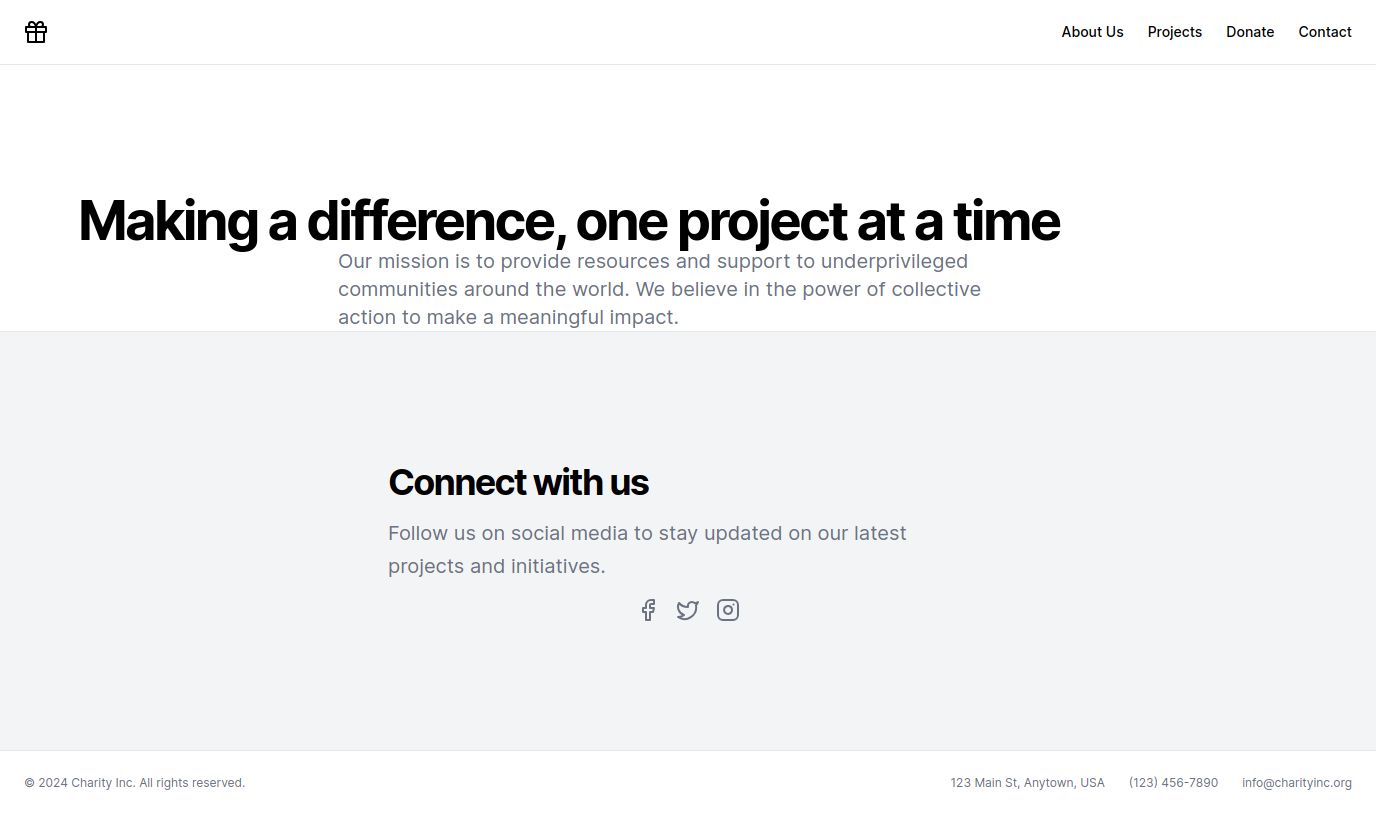 About Us Projects Donate Contact
Making a difference, one project at a time
Our mission is to provide resources and support to underprivileged
communities around the world. We believe in the power of collective
action to make a meaningful impact.
Connect with us
Follow us on social media to stay updated on our latest
projects and initiatives.
© 2024 Charity Inc. All rights reserved. 123 Main St, Anytown, USA (123) 456-7890 info@charityinc.org